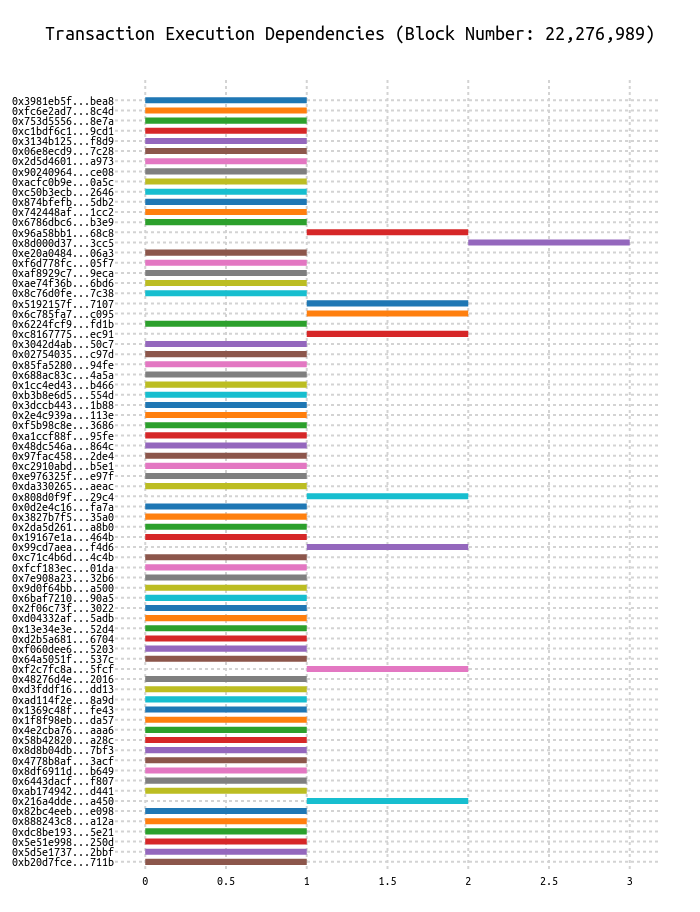 Transaction Execution Dependencies (Block Number: 22,276,989)
0x3981eb5f...bea8
0xfc6e2ad7...8c4d
0x753d5556...8e7a
0xc1bdf6c1...9cd1
0x3134b125...f8d9
0x06e8ecd9...7c28
0x2d5d4601...a973
0x90240964...ce08
0xacfc0b9e...0a5c
0xc50b3ecb...2646
0x874bfefb...5db2
0x742448af...1cc2
0x6786dbc6...b3e9
0x96a58bb1...68c8
0x8d000d37...3cc5
0xe20a0484...06a3
0xf6d778fc...05f7
0xaf8929c7...9eca
0xae74f36b...6bd6
0x8c76d0fe...7c38
0x5192157f...7107
0x6c785fa7...c095
0x6224fcf9...fd1b
0xc8167775...ec91
0x3042d4ab...50c7
0x02754035...c97d
0x85fa5280...94fe
0x688ac83c...4a5a
0x1cc4ed43...b466
0xb3b8e6d5...554d
0x3dccb443...1b88
0x2e4c939a...113e
0xf5b98c8e...3686
0xa1ccf88f...95fe
0x48dc546a...864c
0x97fac458...2de4
0xc2910abd...b5e1
0xe976325f...e97f
0xda330265...aeac
0x808d0f9f...29c4
0x0d2e4c16...fa7a
0x3827b7f5...35a0
0x2da5d261...a8b0
0x19167e1a...464b
0x99cd7aea...f4d6
0xc71c4b6d...4c4b
0xfcf183ec...01da
0x7e908a23...32b6
0x9d0f64bb...a500
0x6baf7210...90a5
0x2f06c73f...3022
0xd04332af...5adb
0x13e34e3e...52d4
0xd2b5a681...6704
0xf060dee6...5203
0x64a5051f...537c
0xf2c7fc8a...5fcf
0x48276d4e...2016
0xd3fddf16...dd13
0xad114f2e...8a9d
0x1369c48f...fe43
0x1f8f98eb...da57
0x4e2cba76...aaa6
0x58b42820...a28c
0x8d8b04db...7bf3
0x4778b8af...3acf
0x8df6911d...b649
0x6443dacf...f807
0xab174942...d441
0x216a4dde...a450
0x82bc4eeb...e098
0x888243c8...a12a
0xdc8be193...5e21
0x5e51e998...250d
0x5d5e1737...2bbf
0xb20d7fce...711b
0 0.5 1 1.5 2 2.5 3